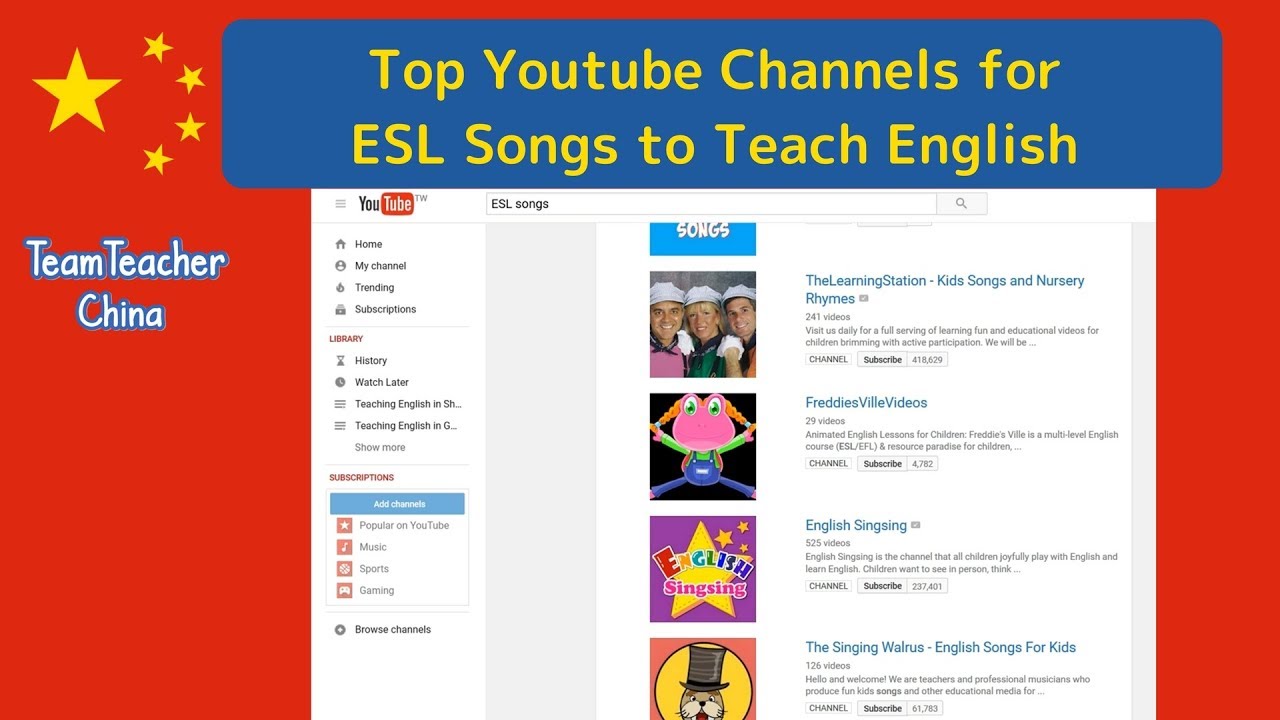 Top Youtube Channels for
ESL Songs to Teach English
TeamTeacher
China
YouTube TW
ESL songs
Home
My channel
Trending
Subscriptions
LIBRARY
History
Watch Later
Teaching English in Sh...
Teaching English in G...
Show more
SUBSCRIPTIONS
Add channels
Popular on YouTube
Music
Sports
Gaming
Browse channels
SONGS
TheLearningStation - Kids Songs and Nursery
Rhymes
241 videos
Visit us daily for a full serving of learning fun and educational videos for
children brimming with active participation. We will be ...
CHANNEL Subscribe 418,629
FreddiesVilleVideos
29 videos
Animated English Lessons for Children: Freddie's Ville is a multi-level English
course (ESL/EFL) & resource paradise for children, ...
CHANNEL Subscribe 4,782
ENGLISH
Singsing
English Singsing
525 videos
English Singsing is the channel that all children joyfully play with English and
learn English. Children want to see in person, think ...
CHANNEL Subscribe 237,401
The Singing Walrus - English Songs For Kids
126 videos
Hello and welcome! We are teachers and professional musicians who
produce fun kids songs and other educational media for ...
CHANNEL Subscribe 61,783